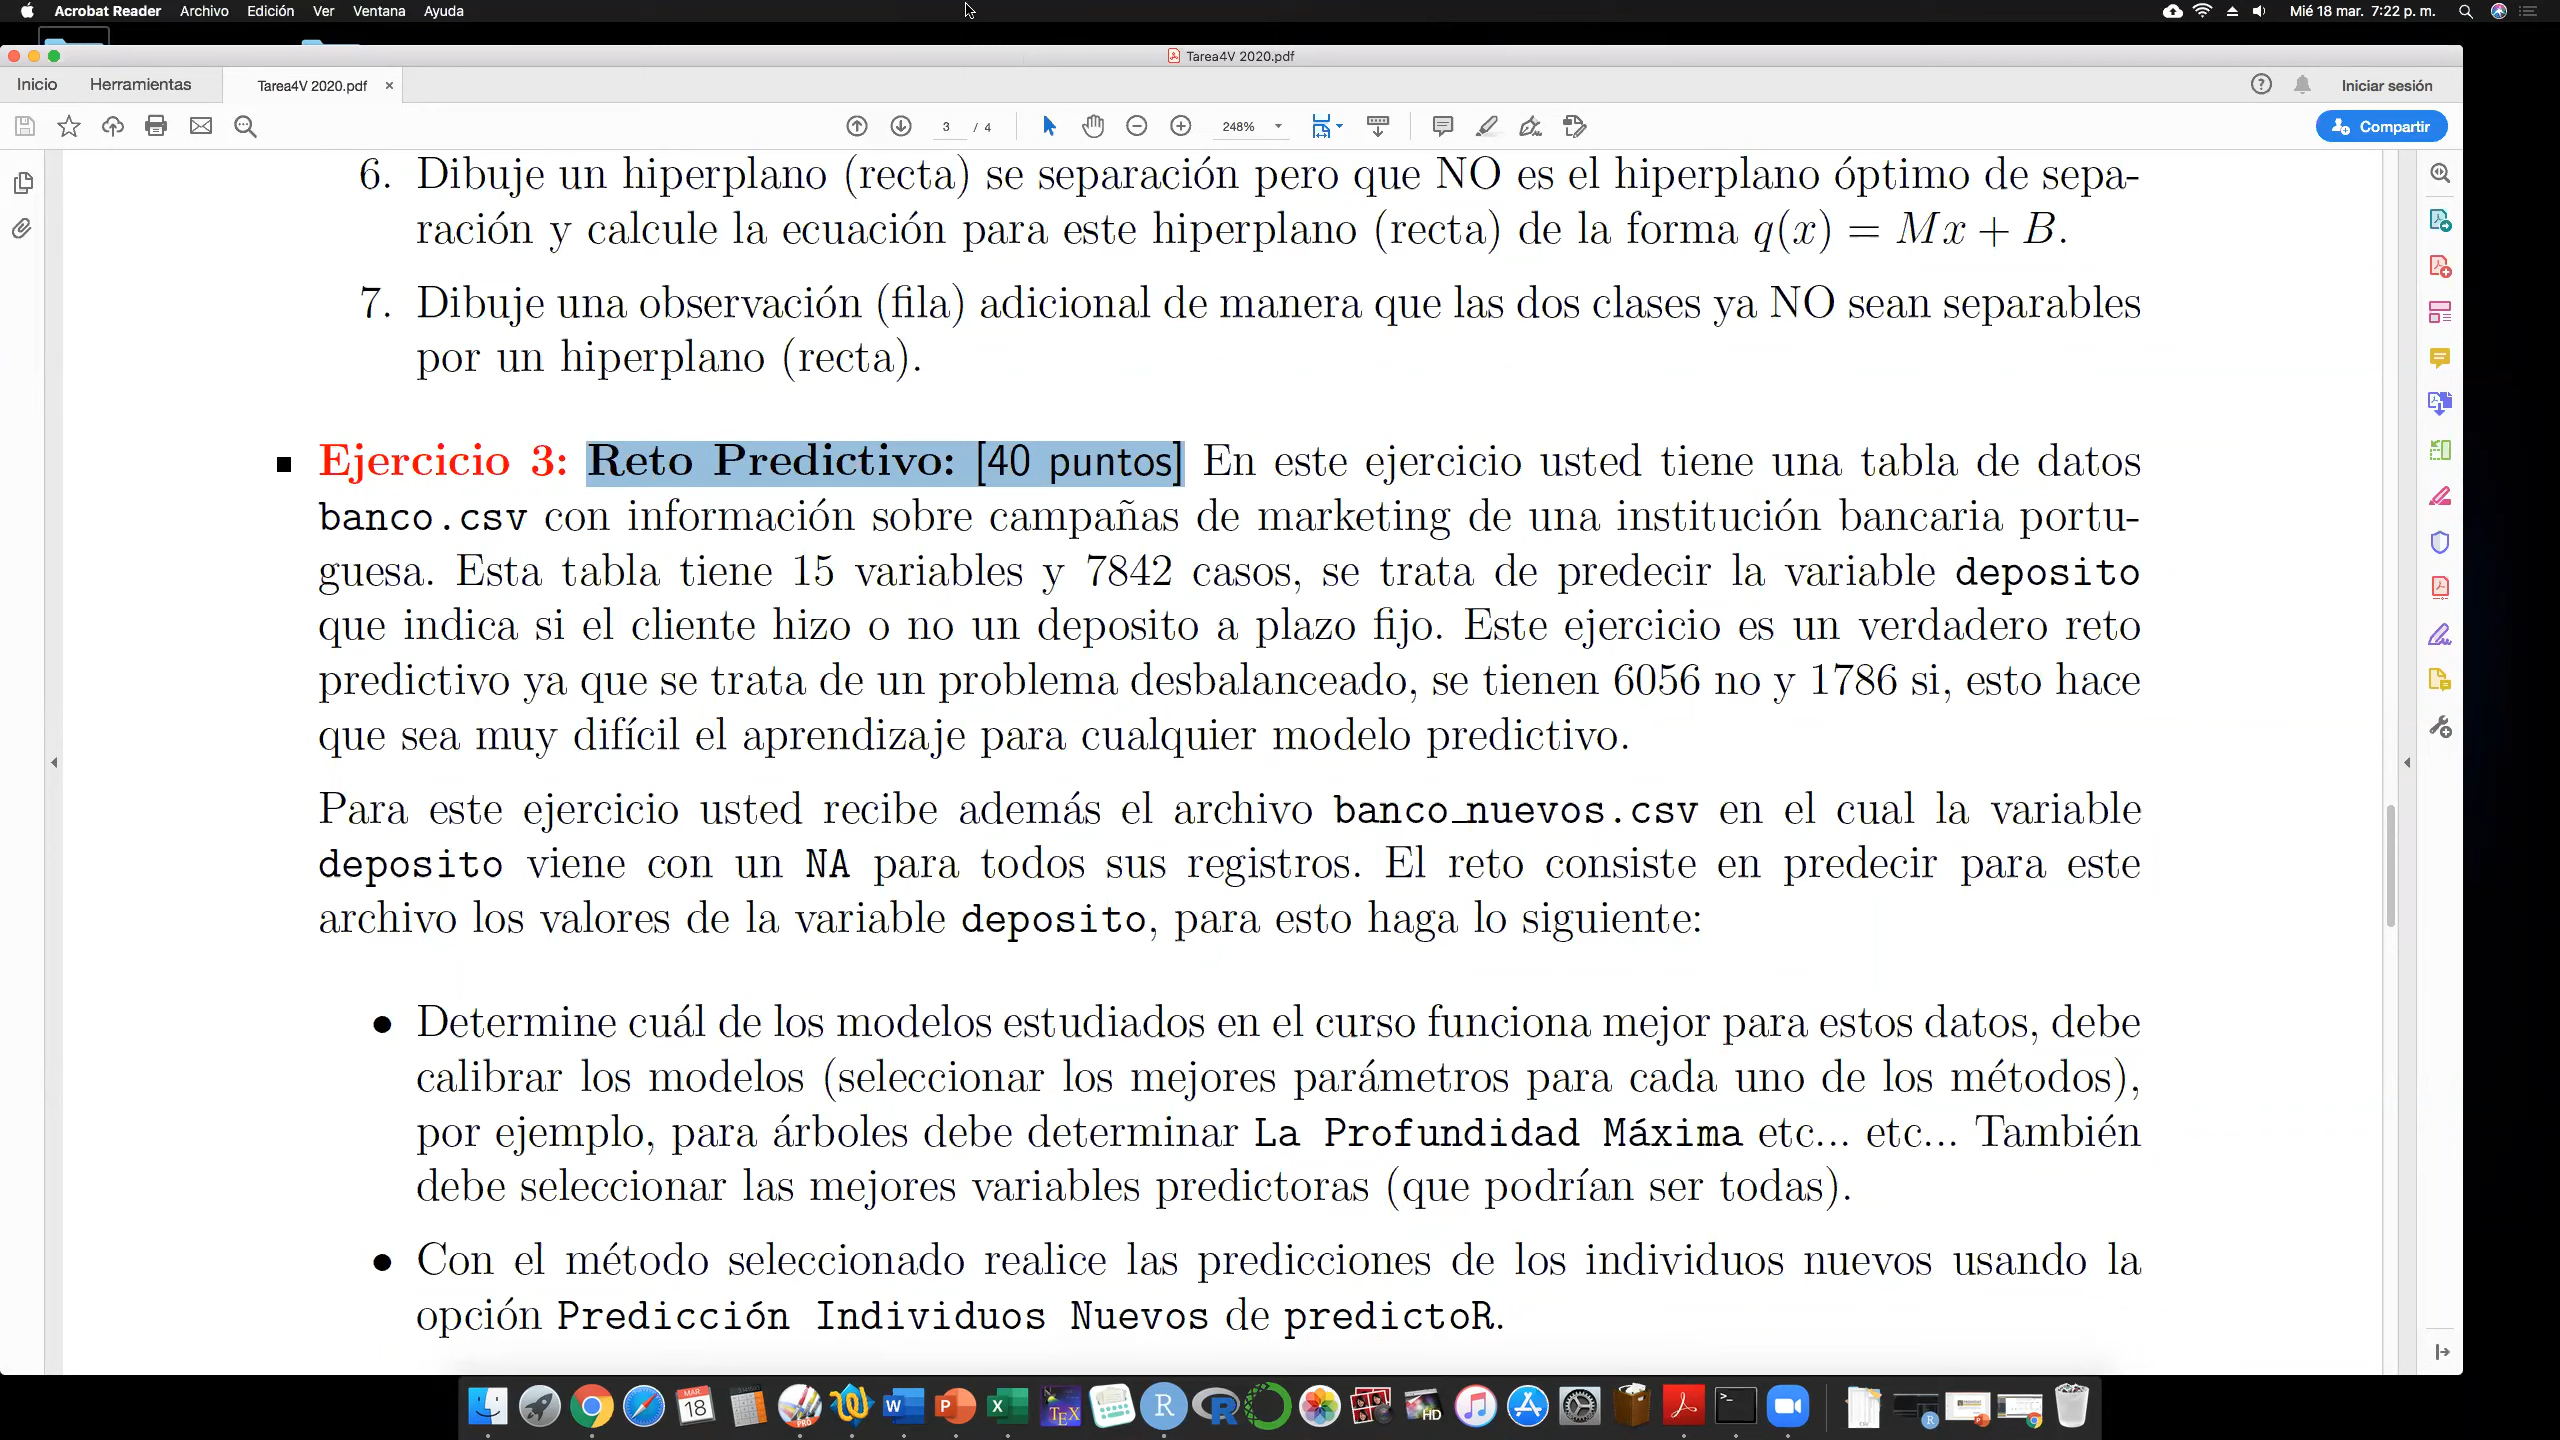 Acrobat Reader Archivo Edición Ver Ventana Ayuda Mié 18 mar. 7:22 p. m.
Tarea4V 2020.pdf
Inicio Herramientas Tarea4V 2020.pdf × Iniciar sesión
3 / 4 248% Compartir
6. Dibuje un hiperplano (recta) se separación pero que NO es el hiperplano óptimo de sepa-
ración y calcule la ecuación para este hiperplano (recta) de la forma q(x) = Mx + B.
7. Dibuje una observación (fila) adicional de manera que las dos clases ya NO sean separables
por un hiperplano (recta).
■ Ejercicio 3: Reto Predictivo: [40 puntos] En este ejercicio usted tiene una tabla de datos
banco.csv con información sobre campañas de marketing de una institución bancaria portu-
guesa. Esta tabla tiene 15 variables y 7842 casos, se trata de predecir la variable deposito
que indica si el cliente hizo o no un deposito a plazo fijo. Este ejercicio es un verdadero reto
predictivo ya que se trata de un problema desbalanceado, se tienen 6056 no y 1786 si, esto hace
que sea muy difícil el aprendizaje para cualquier modelo predictivo.
Para este ejercicio usted recibe además el archivo banco_nuevos.csv en el cual la variable
deposito viene con un NA para todos sus registros. El reto consiste en predecir para este
archivo los valores de la variable deposito, para esto haga lo siguiente:
• Determine cuál de los modelos estudiados en el curso funciona mejor para estos datos, debe
calibrar los modelos (seleccionar los mejores parámetros para cada uno de los métodos),
por ejemplo, para árboles debe determinar La Profundidad Máxima etc... etc... También
debe seleccionar las mejores variables predictoras (que podrían ser todas).
• Con el método seleccionado realice las predicciones de los individuos nuevos usando la
opción Predicción Individuos Nuevos de predictoR.
MAR
18 PRO W P X TEX R R HD